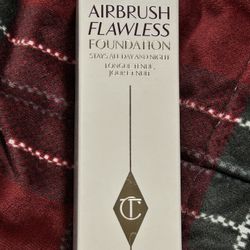 AIRBRUSH
FLAWLESS
FOUNDATION
STAYS ALL DAY AND NIGHT
LONGUE TENUE,
JOUR ET NUIT
CT